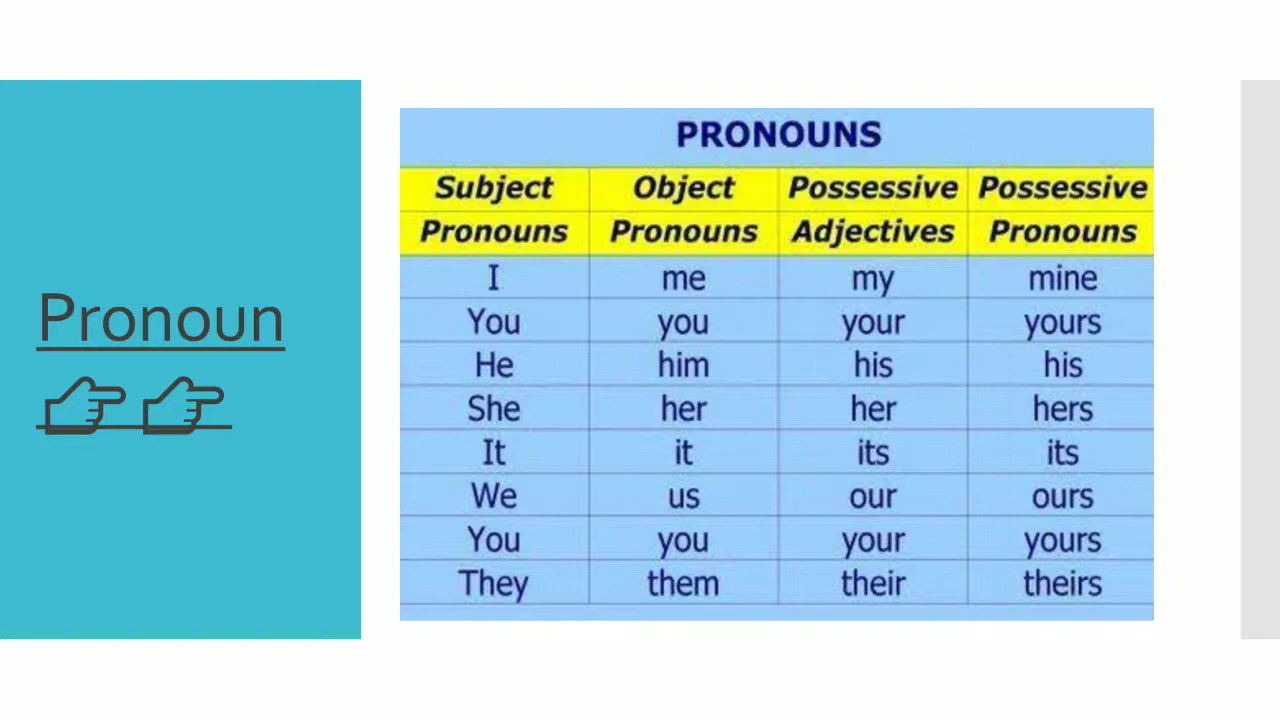 Pronoun
👉👉
PRONOUNS
Subject Object Possessive Possessive
Pronouns Pronouns Adjectives Pronouns
I me my mine
You you your yours
He him his his
She her her hers
It it its its
We us our ours
You you your yours
They them their theirs